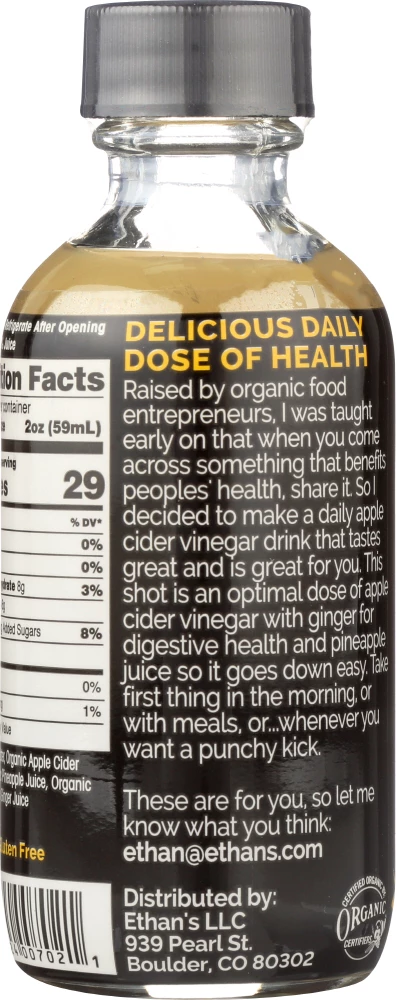 Refrigerate After Opening
Juice
ion Facts
container
2oz (59mL)
29
% DV*
0%
0%
8g 3%
8g
Added Sugars 8%
0%
1%
Value
Organic Apple Cider
Pineapple Juice, Organic
Ginger Juice
Gluten Free
00702 1
DELICIOUS DAILY
DOSE OF HEALTH
Raised by organic food
entrepreneurs, I was taught
early on that when you come
across something that benefits
peoples' health, share it. So I
decided to make a daily apple
cider vinegar drink that tastes
great and is great for you. This
shot is an optimal dose of apple
cider vinegar with ginger for
digestive health and pineapple
juice so it goes down easy. Take
first thing in the morning, or
with meals, or...whenever you
want a punchy kick.
These are for you, so let me
know what you think:
ethan@ethans.com
Distributed by:
Ethan's LLC
939 Pearl St.
Boulder, CO 80302
CERTIFIED ORGANIC BY
ORGANIC
CERTIFIERS